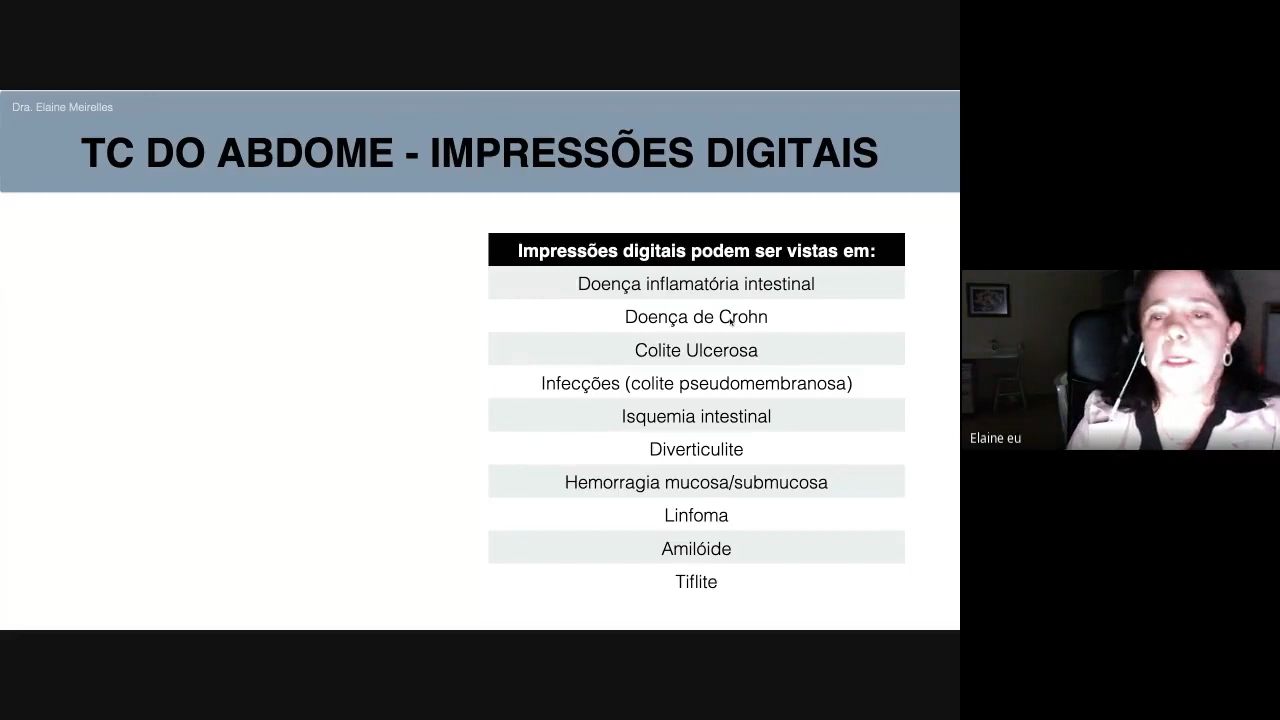 Dra. Elaine Meirelles
TC DO ABDOME - IMPRESSÕES DIGITAIS
Impressões digitais podem ser vistas em:
Doença inflamatória intestinal
Doença de Crohn
Colite Ulcerosa
Infecções (colite pseudomembranosa)
Isquemia intestinal
Diverticulite
Hemorragia mucosa/submucosa
Linfoma
Amilóide
Tiflite
Elaine eu